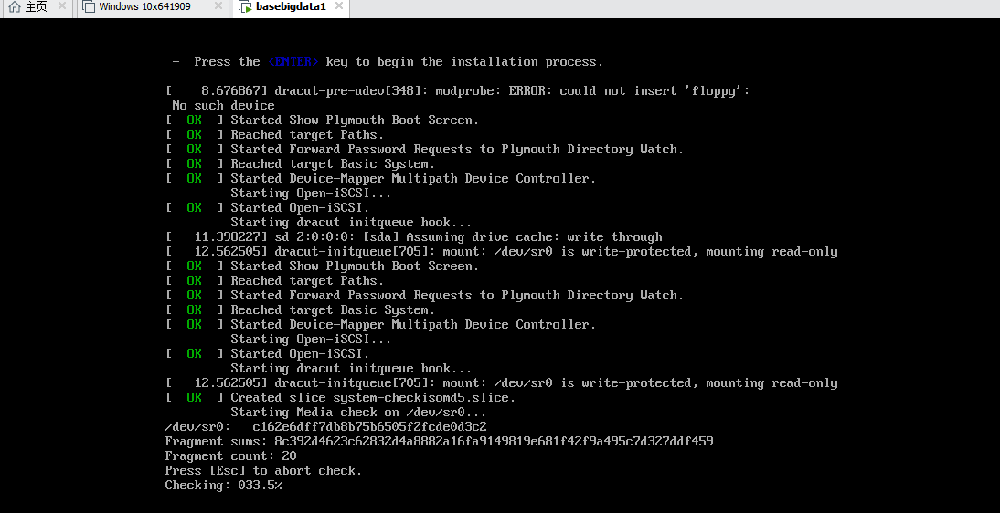 主页 Windows 10x641909 basebigdata1
- Press the <ENTER> key to begin the installation process.
[ 8.676867] dracut-pre-udev[348]: modprobe: ERROR: could not insert 'floppy':
No such device
[ OK ] Started Show Plymouth Boot Screen.
[ OK ] Reached target Paths.
[ OK ] Started Forward Password Requests to Plymouth Directory Watch.
[ OK ] Reached target Basic System.
[ OK ] Started Device-Mapper Multipath Device Controller.
Starting Open-iSCSI...
[ OK ] Started Open-iSCSI.
Starting dracut initqueue hook...
[ 11.398227] sd 2:0:0:0: [sda] Assuming drive cache: write through
[ 12.562505] dracut-initqueue[705]: mount: /dev/sr0 is write-protected, mounting read-only
[ OK ] Started Show Plymouth Boot Screen.
[ OK ] Reached target Paths.
[ OK ] Started Forward Password Requests to Plymouth Directory Watch.
[ OK ] Reached target Basic System.
[ OK ] Started Device-Mapper Multipath Device Controller.
Starting Open-iSCSI...
[ OK ] Started Open-iSCSI.
Starting dracut initqueue hook...
[ 12.562505] dracut-initqueue[705]: mount: /dev/sr0 is write-protected, mounting read-only
[ OK ] Created slice system-checkisomd5.slice.
Starting Media check on /dev/sr0...
/dev/sr0: c162e6dff7db8b75b6505f2fcde0d3c2
Fragment sums: 8c392d4623c62832d4a8882a16fa9149819e681f42f9a495c7d327ddf459
Fragment count: 20
Press [Esc] to abort check.
Checking: 033.5%